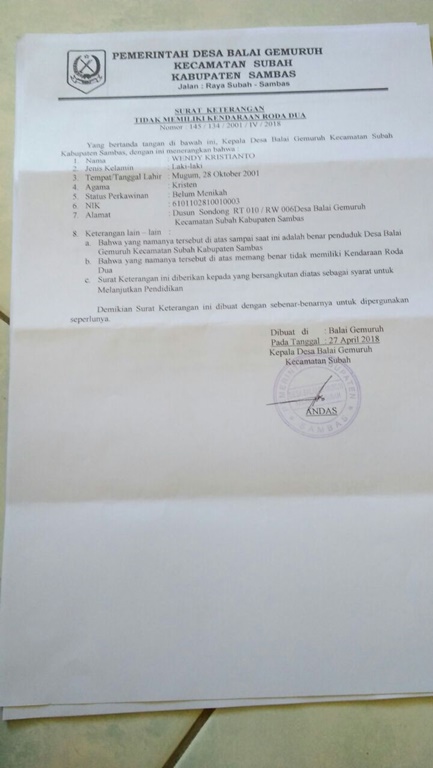 PEMERINTAH DESA BALAI GEMURUH
KECAMATAN SUBAH
KABUPATEN SAMBAS
Jalan : Raya Subah - Sambas
SURAT KETERANGAN
TIDAK MEMILIKI KENDARAAN RODA DUA
Nomor : 145 / 134 / 2001 / IV / 2018
Yang bertanda tangan di bawah ini, Kepala Desa Balai Gemuruh Kecamatan Subah
Kabupaten Sambas, dengan ini menerangkan bahwa :
1. Nama : WENDY KRISTIANTO
2. Jenis Kelamin : Laki-laki
3. Tempat/Tanggal Lahir : Mugum, 28 Oktober 2001
4. Agama : Kristen
5. Status Perkawinan : Belum Menikah
6. NIK : 6101102810010003
7. Alamat : Dusun Sondong RT 010 / RW 006Desa Balai Gemuruh
Kecamatan Subah Kabupaten Sambas
8. Keterangan lain – lain :
a. Bahwa yang namanya tersebut di atas sampai saat ini adalah benar penduduk Desa Balai
Gemuruh Kecamatan Subah Kabupaten Sambas
b. Bahwa yang namanya tersebut di atas memang benar tidak memiliki Kendaraan Roda
Dua
c. Surat Keterangan ini diberikan kepada yang bersangkutan diatas sebagai syarat untuk
Melanjutkan Pendidikan
Demikian Surat Keterangan ini dibuat dengan sebenar-benarnya untuk dipergunakan
seperlunya.
Dibuat di : Balai Gemuruh
Pada Tanggal : 27 April 2018
Kepala Desa Balai Gemuruh
Kecamatan Subah
ANDAS
SAMBAS